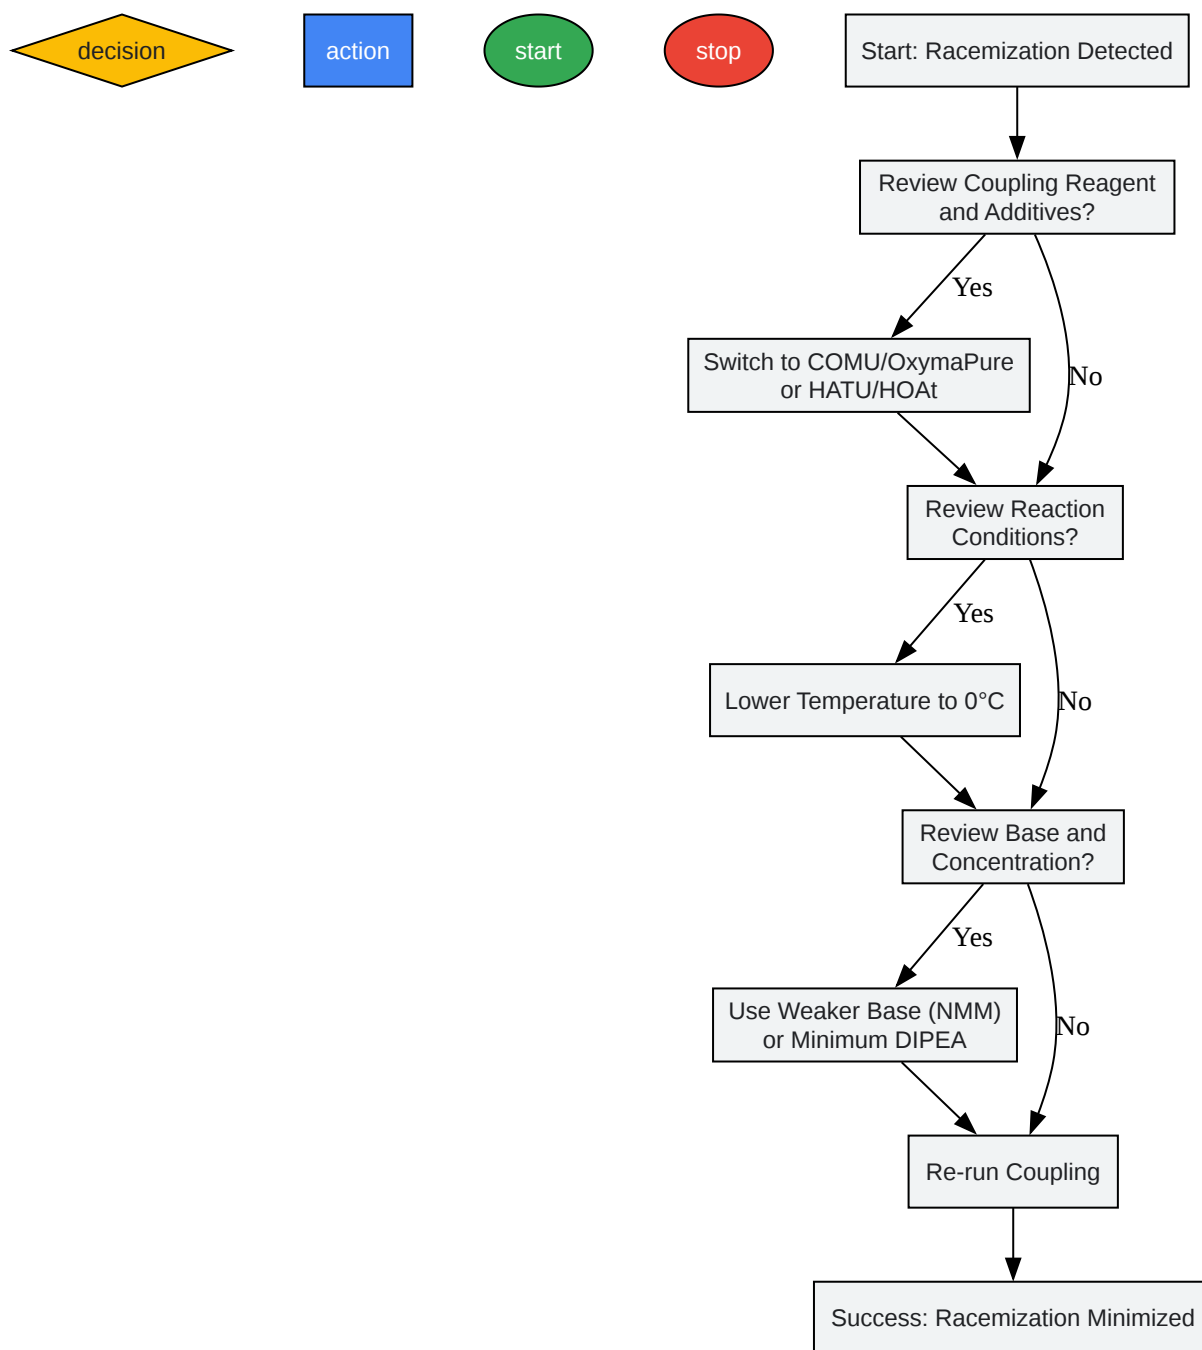 decision
action
start
stop
Start: Racemization Detected
Review Coupling Reagent
and Additives?
Yes
Switch to COMU/OxymaPure
or HATU/HOAt
No
Review Reaction
Conditions?
Yes
Lower Temperature to 0°C
No
Review Base and
Concentration?
Yes
Use Weaker Base (NMM)
or Minimum DIPEA
No
Re-run Coupling
Success: Racemization Minimized